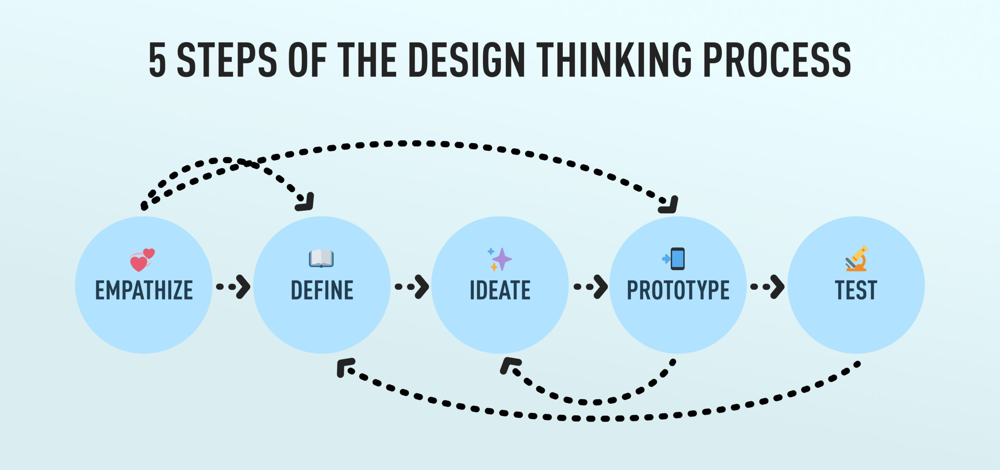 5 STEPS OF THE DESIGN THINKING PROCESS
EMPATHIZE
DEFINE
IDEATE
PROTOTYPE
TEST